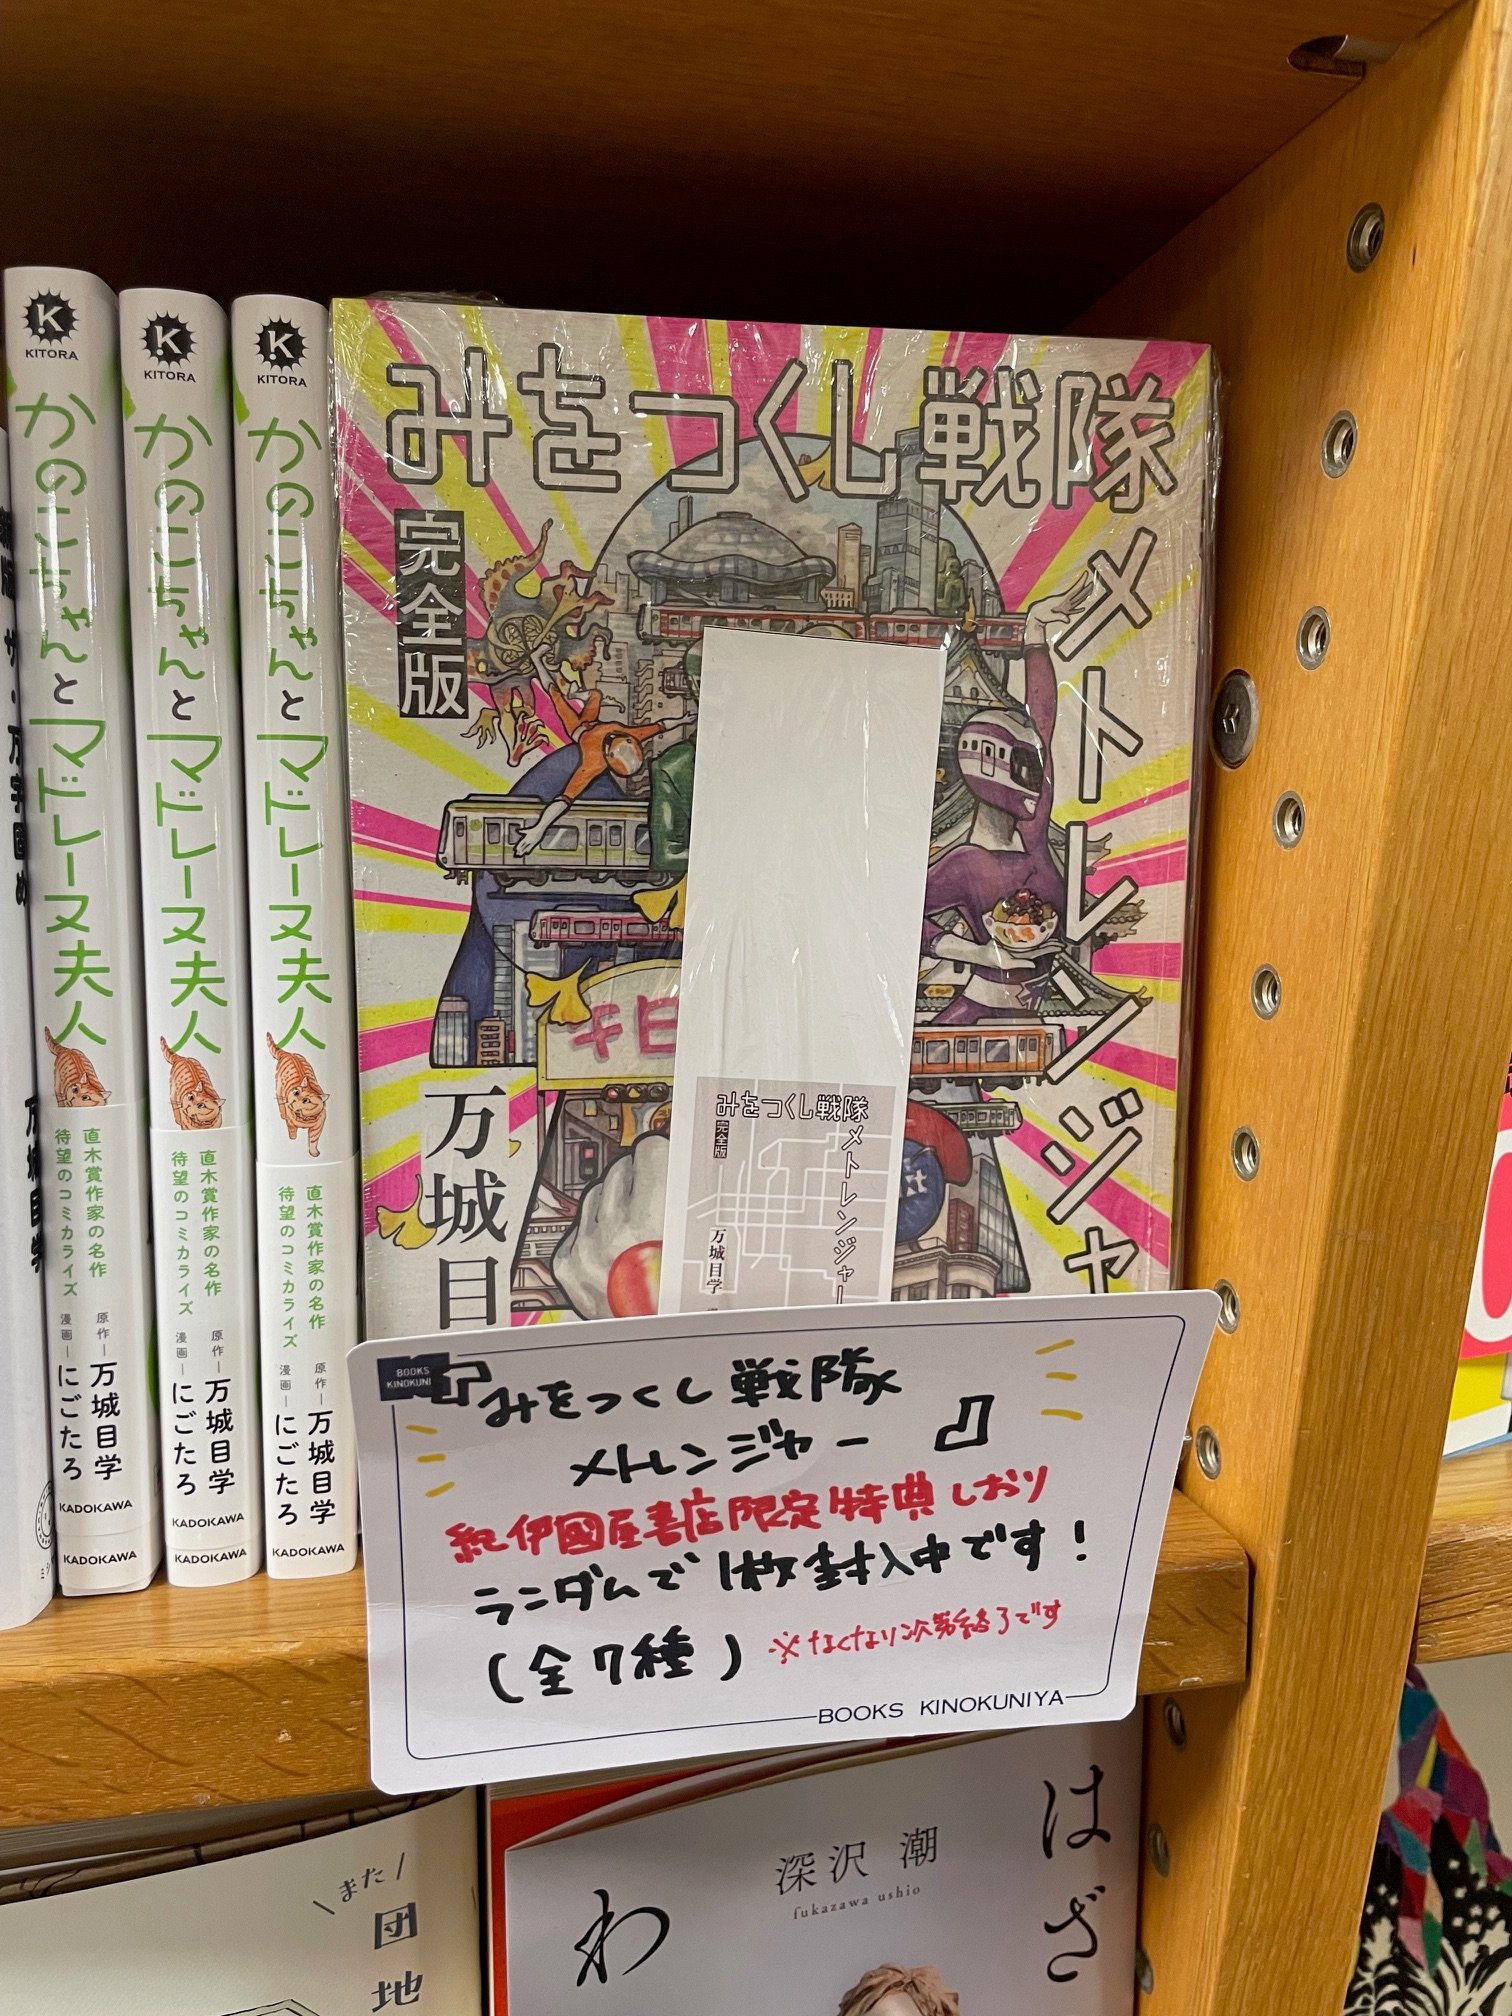 KITORA
かのこちゃんとマドレーヌ夫人
直木賞作家の名作
待望のコミカライズ
原作―万城目学
漫画―にごたろ
KADOKAWA
KADOKAWA
KITORA
かのこちゃんとマドレーヌ夫人
直木賞作家の名作
待望のコミカライズ
原作―万城目学
漫画―にごたろ
KADOKAWA
KADOKAWA
KITORA
かのこちゃんとマドレーヌ夫人
直木賞作家の名作
待望のコミカライズ
原作―万城目学
漫画―にごたろ
KADOKAWA
KADOKAWA
みをつくし戦隊
メトレンジャー
完全版
万城目
みをつくし戦隊
メトレンジャー
完全版
万城目学
BOOKS
KINOKUNI
『みをつくし戦隊
メトレンジャー』
紀伊國屋書店限定特典しおり
ランダムで1枚封入中です!
(全7種)
※なくなり次第終了です
BOOKS KINOKUNIYA
\また/
団地
深沢 潮
fukazawa ushio
はざ
わ